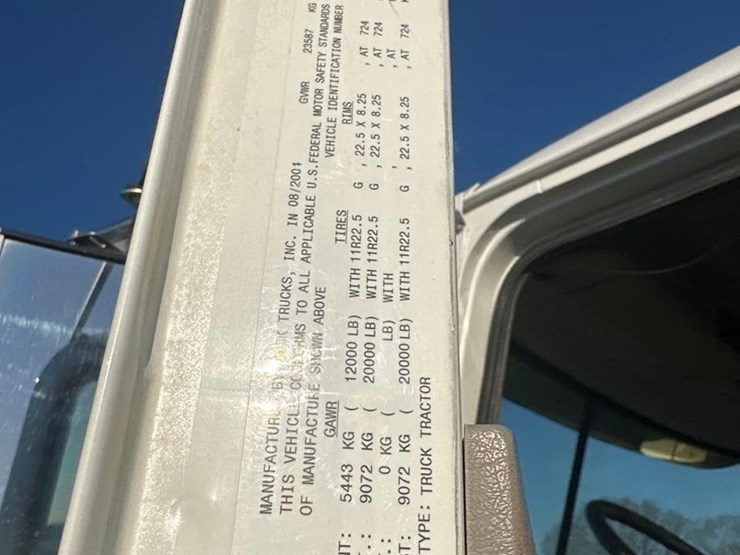 MANUFACTUR BY TRUCKS, INC. IN 08/2001 GVWR 23587 KG
THIS VEHICLE CONFORMS TO ALL APPLICABLE U.S.FEDERAL MOTOR SAFETY STANDARDS
OF MANUFACTURE SHOWN ABOVE VEHICLE IDENTIFICATION NUMBER
GAWR TIRES RIMS
NT: 5443 KG ( 12000 LB) WITH 11R22.5 G , 22.5 X 8.25 , AT 724
.: 9072 KG ( 20000 LB) WITH 11R22.5 G , 22.5 X 8.25 , AT 724
.: 0 KG ( LB) WITH , , AT
T: 9072 KG ( 20000 LB) WITH 11R22.5 G , 22.5 X 8.25 , AT 724
TYPE: TRUCK TRACTOR